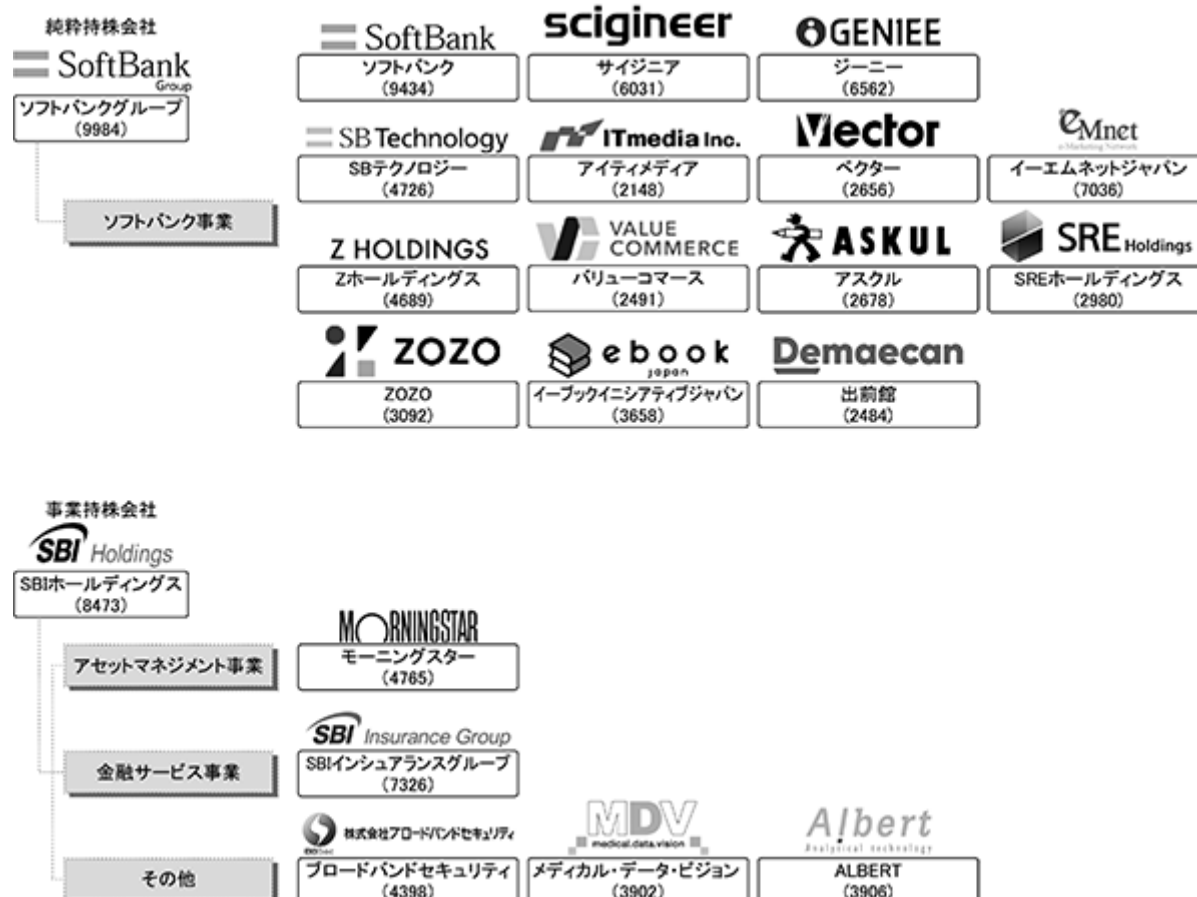 純粋持株会社
SoftBank
Group
ソフトバンクグループ
(9984)
ソフトバンク事業
SoftBank
ソフトバンク
(9434)
scigineer
サイジニア
(6031)
GENIEE
ジーニー
(6562)
SB Technology
SBテクノロジー
(4726)
ITmedia Inc.
アイティメディア
(2148)
Vector
ベクター
(2656)
eMnet
e-Marketing Network
イーエムネットジャパン
(7036)
Z HOLDINGS
Zホールディングス
(4689)
VALUE
COMMERCE
バリューコマース
(2491)
ASKUL
アスクル
(2678)
SRE Holdings
SREホールディングス
(2980)
ZOZO
ZOZO
(3092)
ebook
japan
イーブックイニシアティブジャパン
(3658)
Demaecan
出前館
(2484)
事業持株会社
SBI Holdings
SBIホールディングス
(8473)
アセットマネジメント事業
MORNINGSTAR
モーニングスター
(4765)
金融サービス事業
SBI Insurance Group
SBIインシュアランスグループ
(7326)
その他
株式会社ブロードバンドセキュリティ
ブロードバンドセキュリティ
(4398)
MDV
medical.data.vision
メディカル・データ・ビジョン
(3902)
Albert
Analytical technology
ALBERT
(3906)